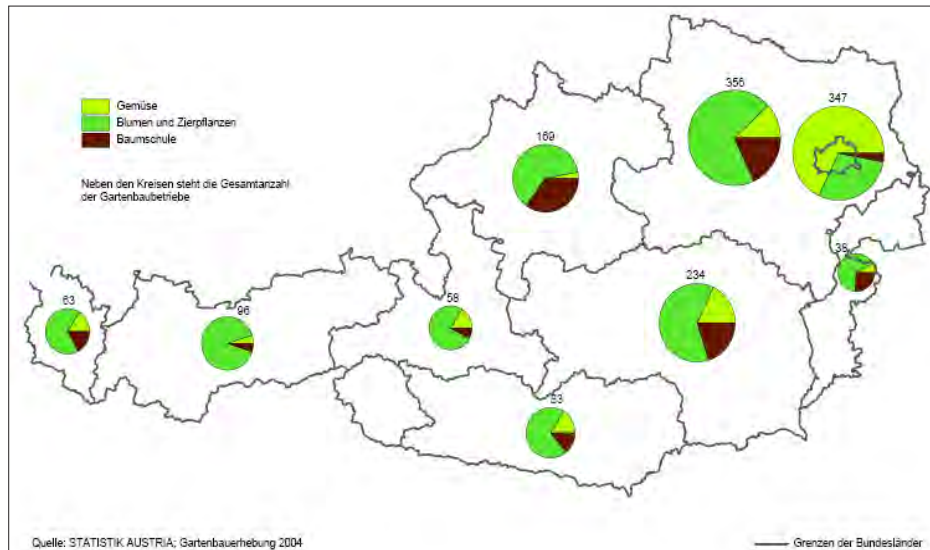 356
347
Gemüse
Blumen und Zierpflanzen
Baumschule
169
Neben den Kreisen steht die Gesamtanzahl
der Gartenbaubetriebe
38
234
63
96
58
83
Quelle: STATISTIK AUSTRIA; Gartenbauerhebung 2004
Grenzen der Bundesländer